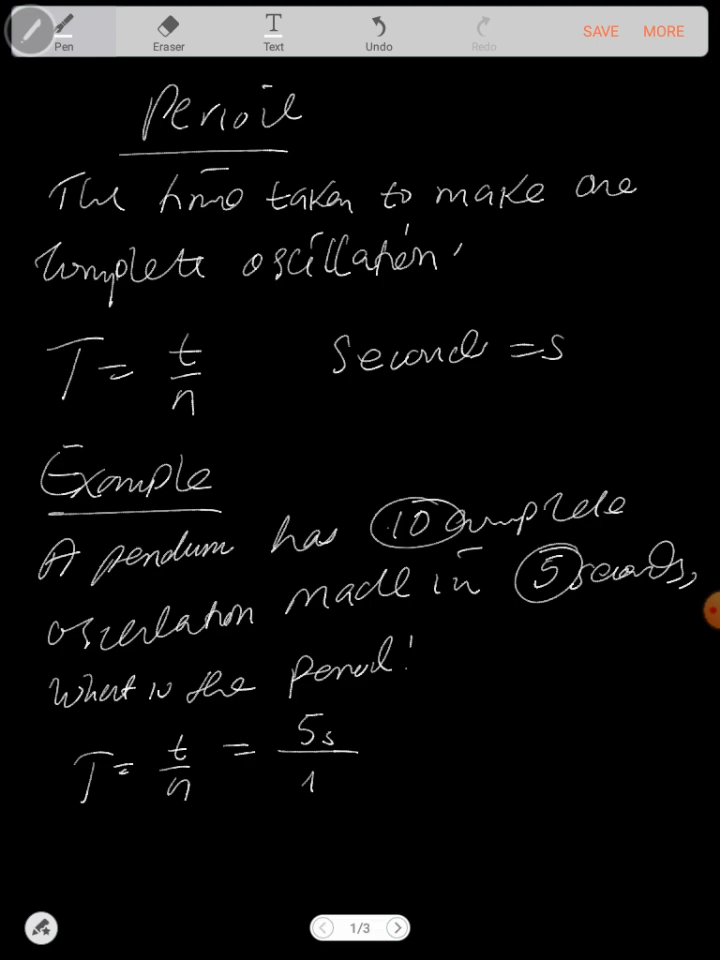 Pen Eraser Text Undo Redo SAVE MORE
Period
The time taken to make one
complete oscillation.
T = t/n Second = s
Example
A pendum has 10 complete
oscillation made in 5 seconds,
What is the period?
T = t/n = 5s/1
1/3